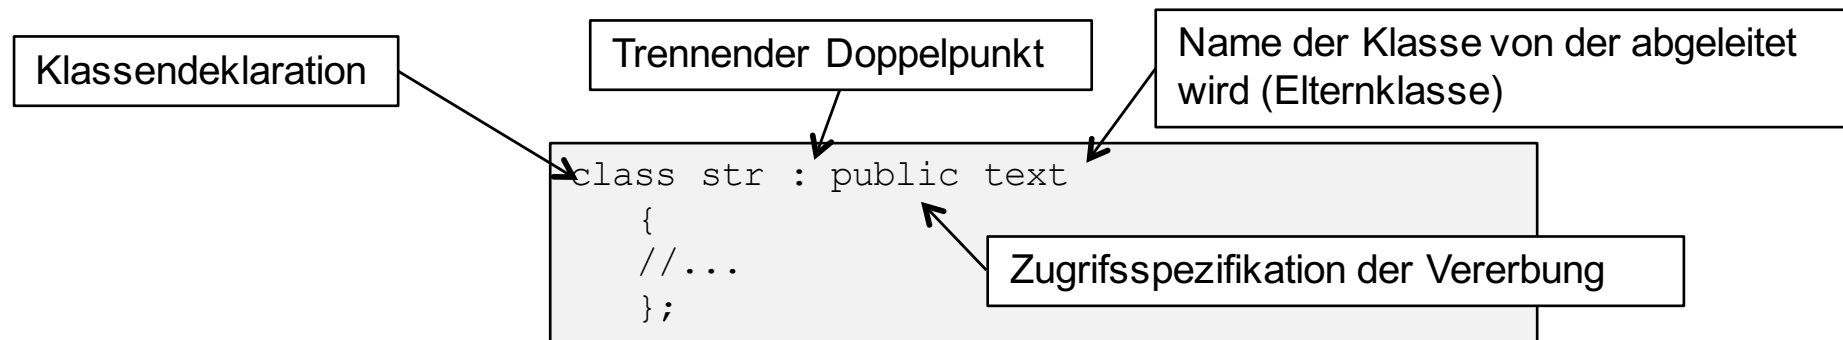 Klassendeklaration
Trennender Doppelpunkt
Name der Klasse von der abgeleitet
wird (Elternklasse)
class str : public text
{
//...
};
Zugrifsspezifikation der Vererbung